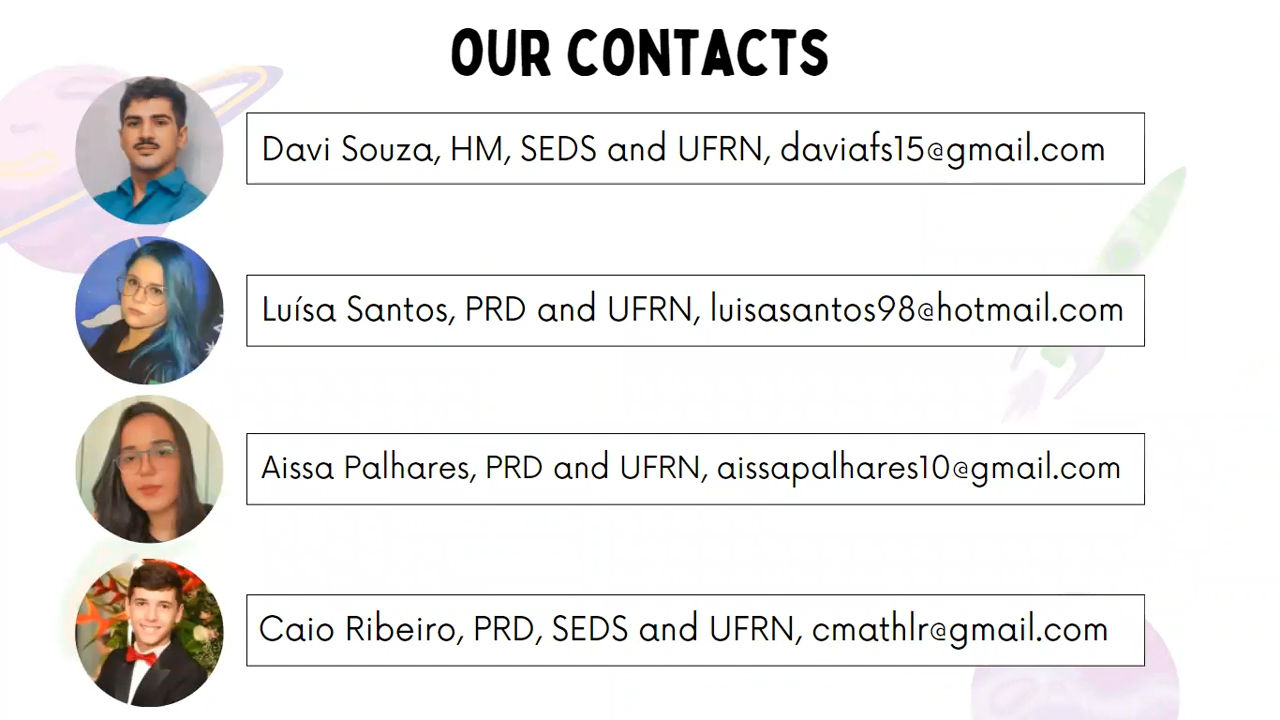 OUR CONTACTS
Davi Souza, HM, SEDS and UFRN, daviafs15@gmail.com
Luísa Santos, PRD and UFRN, luisasantos98@hotmail.com
Aissa Palhares, PRD and UFRN, aissapalhares10@gmail.com
Caio Ribeiro, PRD, SEDS and UFRN, cmathlr@gmail.com